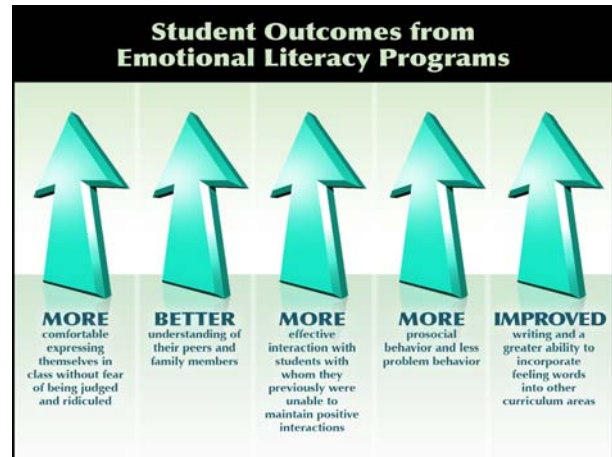 Student Outcomes from
Emotional Literacy Programs
MORE
comfortable
expressing
themselves in
class without fear
of being judged
and ridiculed
BETTER
understanding of
their peers and
family members
MORE
effective
interaction with
students with
whom they
previously were
unable to
maintain positive
interactions
MORE
prosocial
behavior and less
problem behavior
IMPROVED
writing and a
greater ability to
incorporate
feeling words
into other
curriculum areas